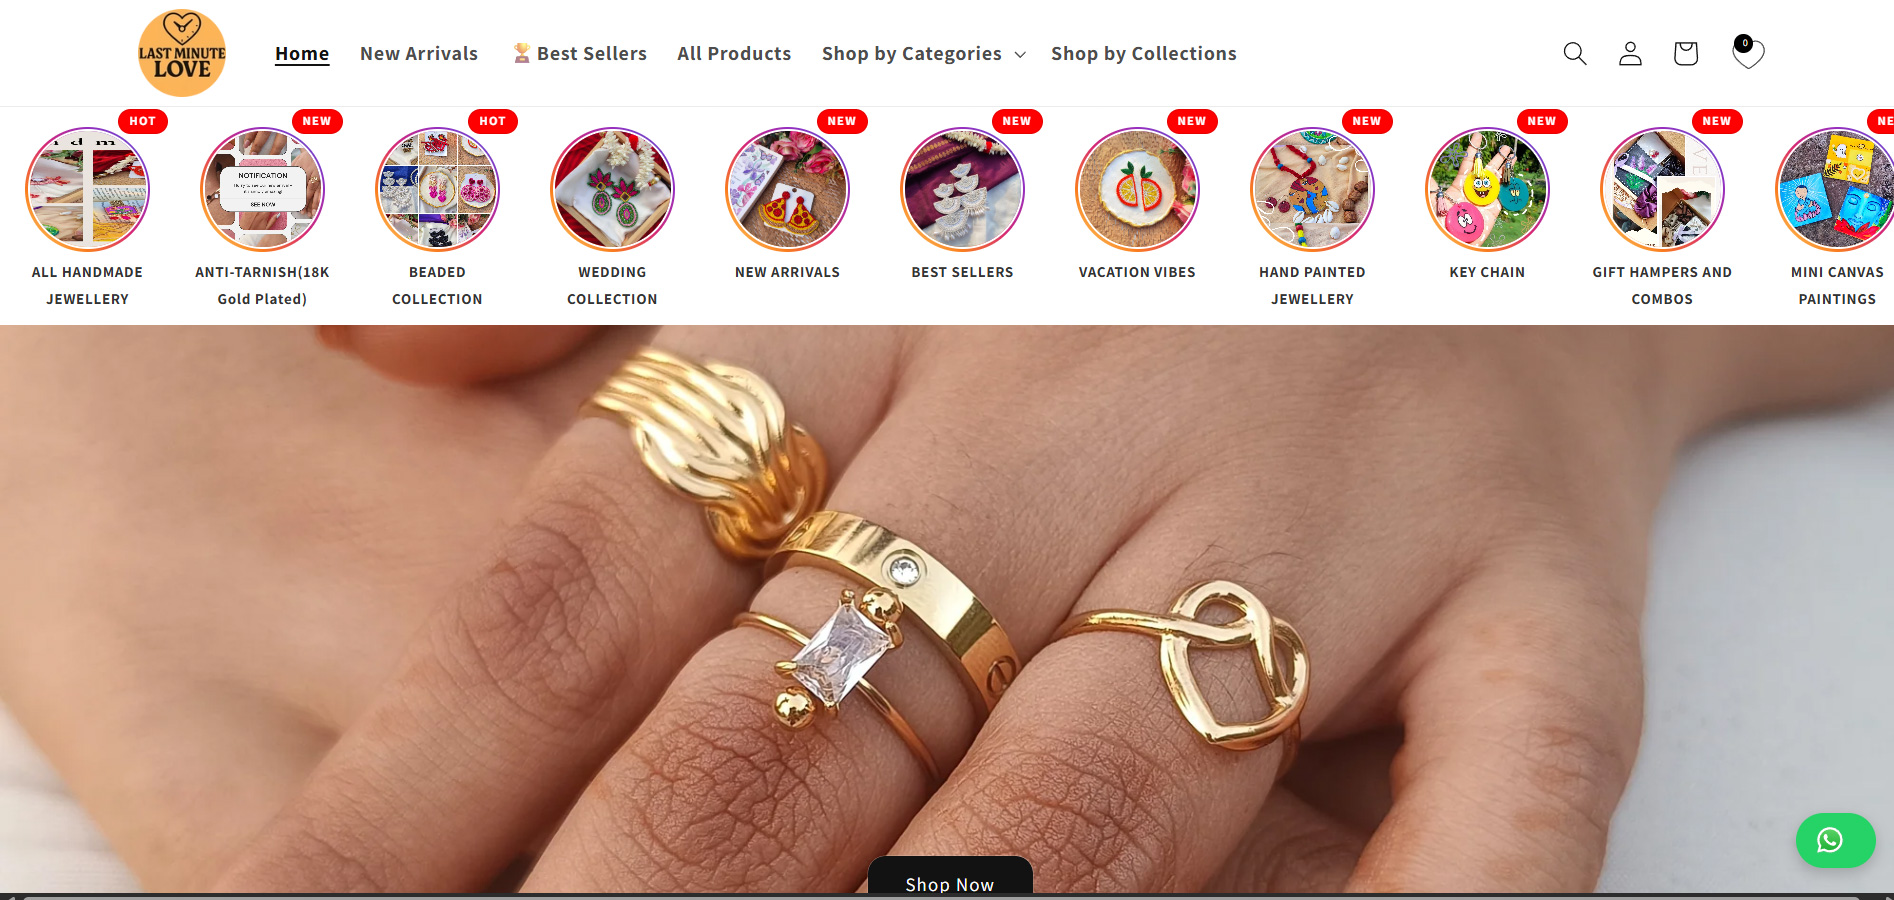 LAST MINUTE
LOVE
Home
New Arrivals
🏆 Best Sellers
All Products
Shop by Categories
Shop by Collections
0
HOT
NEW
HOT
NEW
NEW
NEW
NEW
NEW
NEW
NE
NOTIFICATION
SEE NOW
ALL HANDMADE
JEWELLERY
ANTI-TARNISH(18K
Gold Plated)
BEADED
COLLECTION
WEDDING
COLLECTION
NEW ARRIVALS
BEST SELLERS
VACATION VIBES
HAND PAINTED
JEWELLERY
KEY CHAIN
GIFT HAMPERS AND
COMBOS
MINI CANVAS
PAINTINGS
Shop Now